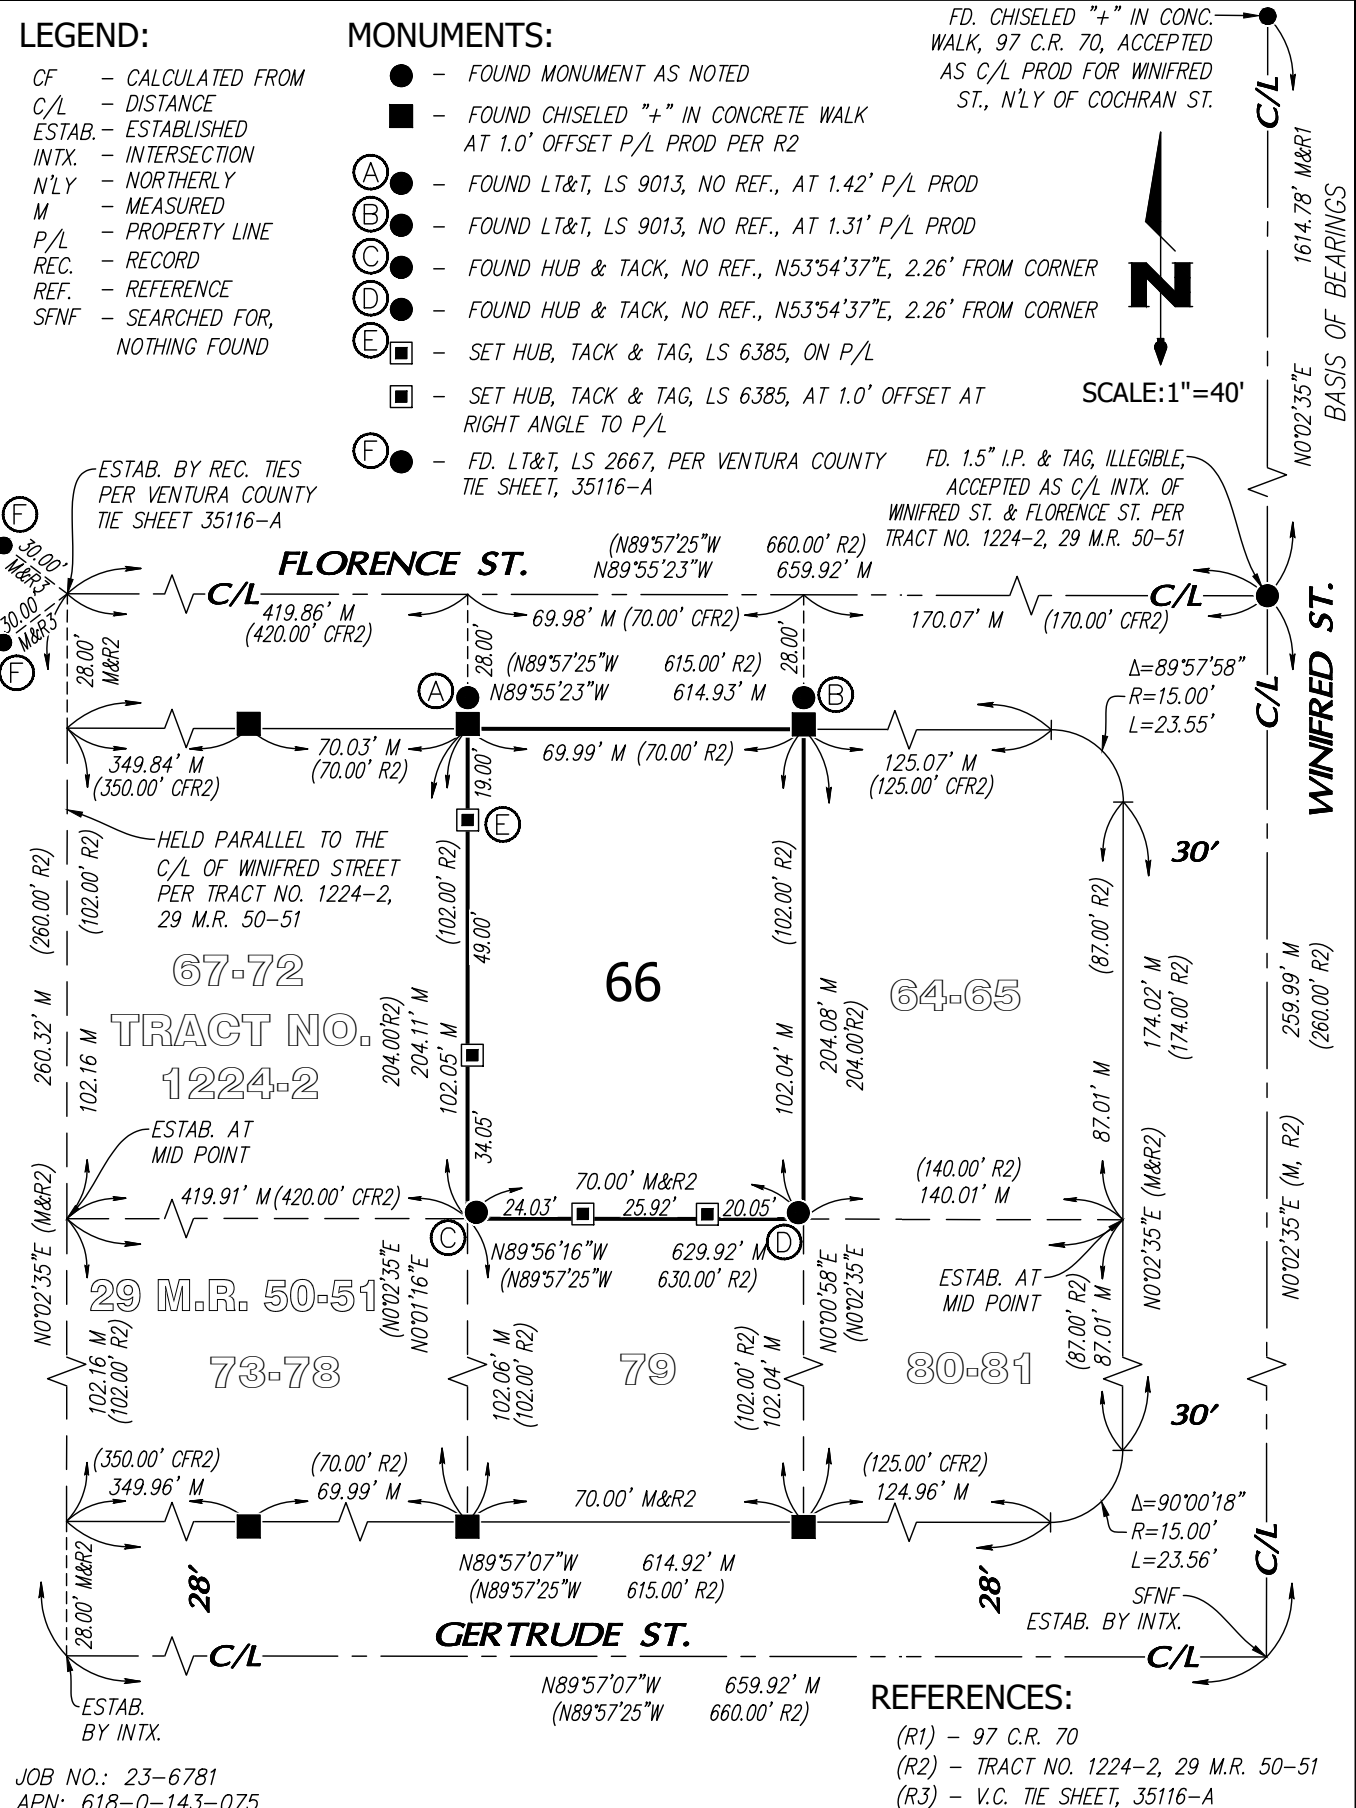 LEGEND:
CF – CALCULATED FROM
C/L – DISTANCE
ESTAB. – ESTABLISHED
INTX. – INTERSECTION
N'LY – NORTHERLY
M – MEASURED
P/L – PROPERTY LINE
REC. – RECORD
REF. – REFERENCE
SFNF – SEARCHED FOR,
NOTHING FOUND
MONUMENTS:
– FOUND MONUMENT AS NOTED
– FOUND CHISELED "+" IN CONCRETE WALK
AT 1.0' OFFSET P/L PROD PER R2
A – FOUND LT&T, LS 9013, NO REF., AT 1.42' P/L PROD
B – FOUND LT&T, LS 9013, NO REF., AT 1.31' P/L PROD
C – FOUND HUB & TACK, NO REF., N53°54'37"E, 2.26' FROM CORNER
D – FOUND HUB & TACK, NO REF., N53°54'37"E, 2.26' FROM CORNER
E – SET HUB, TACK & TAG, LS 6385, ON P/L
– SET HUB, TACK & TAG, LS 6385, AT 1.0' OFFSET AT
RIGHT ANGLE TO P/L
F – FD. LT&T, LS 2667, PER VENTURA COUNTY
TIE SHEET, 35116–A
FD. CHISELED "+" IN CONC.
WALK, 97 C.R. 70, ACCEPTED
AS C/L PROD FOR WINIFRED
ST., N'LY OF COCHRAN ST.
N
SCALE:1"=40'
C/L
1614.78' M&R1
N0°02'35"E
BASIS OF BEARINGS
FD. 1.5" I.P. & TAG, ILLEGIBLE,
ACCEPTED AS C/L INTX. OF
WINIFRED ST. & FLORENCE ST. PER
TRACT NO. 1224–2, 29 M.R. 50–51
ESTAB. BY REC. TIES
PER VENTURA COUNTY
TIE SHEET 35116–A
F
30.00'
M&R3
30.00'
M&R3
F
FLORENCE ST.
(N89°57'25"W 660.00' R2)
N89°55'23"W 659.92' M
C/L
C/L
419.86' M
(420.00' CFR2)
69.98' M (70.00' CFR2)
170.07' M (170.00' CFR2)
28.00'
M&R2
28.00'
28.00'
(N89°57'25"W 615.00' R2)
A N89°55'23"W 614.93' M B
Δ=89°57'58"
R=15.00'
L=23.55'
C/L
WINIFRED ST.
349.84' M
(350.00' CFR2)
70.03' M
(70.00' R2)
69.99' M (70.00' R2)
125.07' M
(125.00' CFR2)
19.00'
E
HELD PARALLEL TO THE
C/L OF WINIFRED STREET
PER TRACT NO. 1224–2,
29 M.R. 50–51
30'
(260.00' R2)
260.32' M
(102.00' R2)
102.16 M
(102.00' R2)
49.00'
(102.00' R2)
(87.00' R2)
67-72
TRACT NO.
1224-2
66
64-65
204.00'R2)
204.11' M
102.05' M
34.05'
102.04' M
204.08' M
204.00'R2)
174.02' M
(174.00' R2)
87.01' M
259.99' M
(260.00' R2)
ESTAB. AT
MID POINT
419.91' M (420.00' CFR2)
70.00' M&R2
24.03' 25.92' 20.05'
(140.00' R2)
140.01' M
C
D
N89°56'16"W 629.92' M
(N89°57'25"W 630.00' R2)
ESTAB. AT
MID POINT
N0°02'35"E (M&R2)
(N0°02'35"E
N0°01'16"E
N0°00'58"E
(N0°02'35"E
N0°02'35"E (M&R2)
N0°02'35"E (M, R2)
29 M.R. 50-51
73-78
79
80-81
102.16 M
(102.00' R2)
102.06' M
(102.00' R2)
(102.00' R2)
102.04' M
(87.00' R2)
87.01' M
30'
(350.00' CFR2)
349.96' M
(70.00' R2)
69.99' M
70.00' M&R2
(125.00' CFR2)
124.96' M
Δ=90°00'18"
R=15.00'
L=23.56'
N89°57'07"W 614.92' M
(N89°57'25"W 615.00' R2)
28.00' M&R2
28'
28'
C/L
SFNF
ESTAB. BY INTX.
GERTRUDE ST.
C/L
C/L
N89°57'07"W 659.92' M
(N89°57'25"W 660.00' R2)
ESTAB.
BY INTX.
REFERENCES:
(R1) – 97 C.R. 70
(R2) – TRACT NO. 1224–2, 29 M.R. 50–51
(R3) – V.C. TIE SHEET, 35116–A
JOB NO.: 23–6781
APN: 618–0–143–075